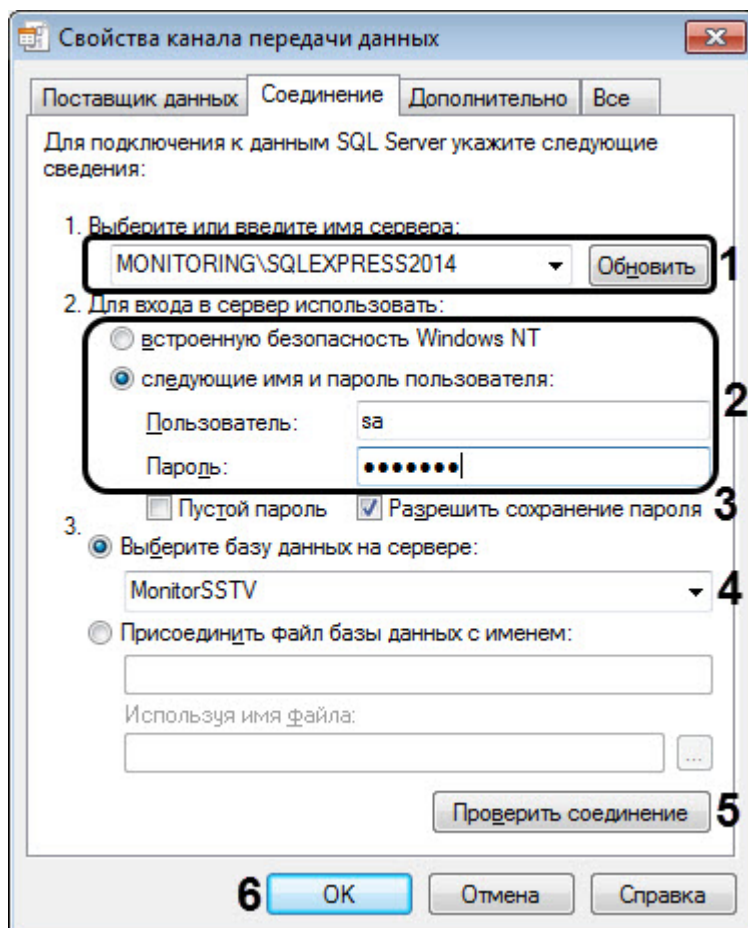 Свойства канала передачи данных
Поставщик данных Соединение Дополнительно Все
Для подключения к данным SQL Server укажите следующие
сведения:
1. Выберите или введите имя сервера:
MONITORING\SQLEXPRESS2014 Обновить 1
2. Для входа в сервер использовать:
встроенную безопасность Windows NT
следующие имя и пароль пользователя:
2
Пользователь: sa
Пароль: •••••••
Пустой пароль Разрешить сохранение пароля 3
3.
Выберите базу данных на сервере:
MonitorSSTV 4
Присоединить файл базы данных с именем:
Используя имя файла:
...
Проверить соединение 5
6 OK Отмена Справка